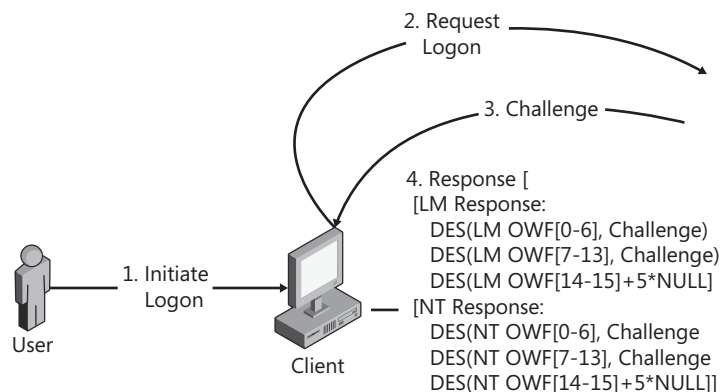 2. Request
Logon
3. Challenge
4. Response [
[LM Response:
DES(LM OWF[0-6], Challenge)
DES(LM OWF[7-13], Challenge)
DES(LM OWF[14-15]+5*NULL]
1. Initiate
Logon
[NT Response:
DES(NT OWF[0-6], Challenge
DES(NT OWF[7-13], Challenge
DES(NT OWF[14-15]+5*NULL]]
User
Client